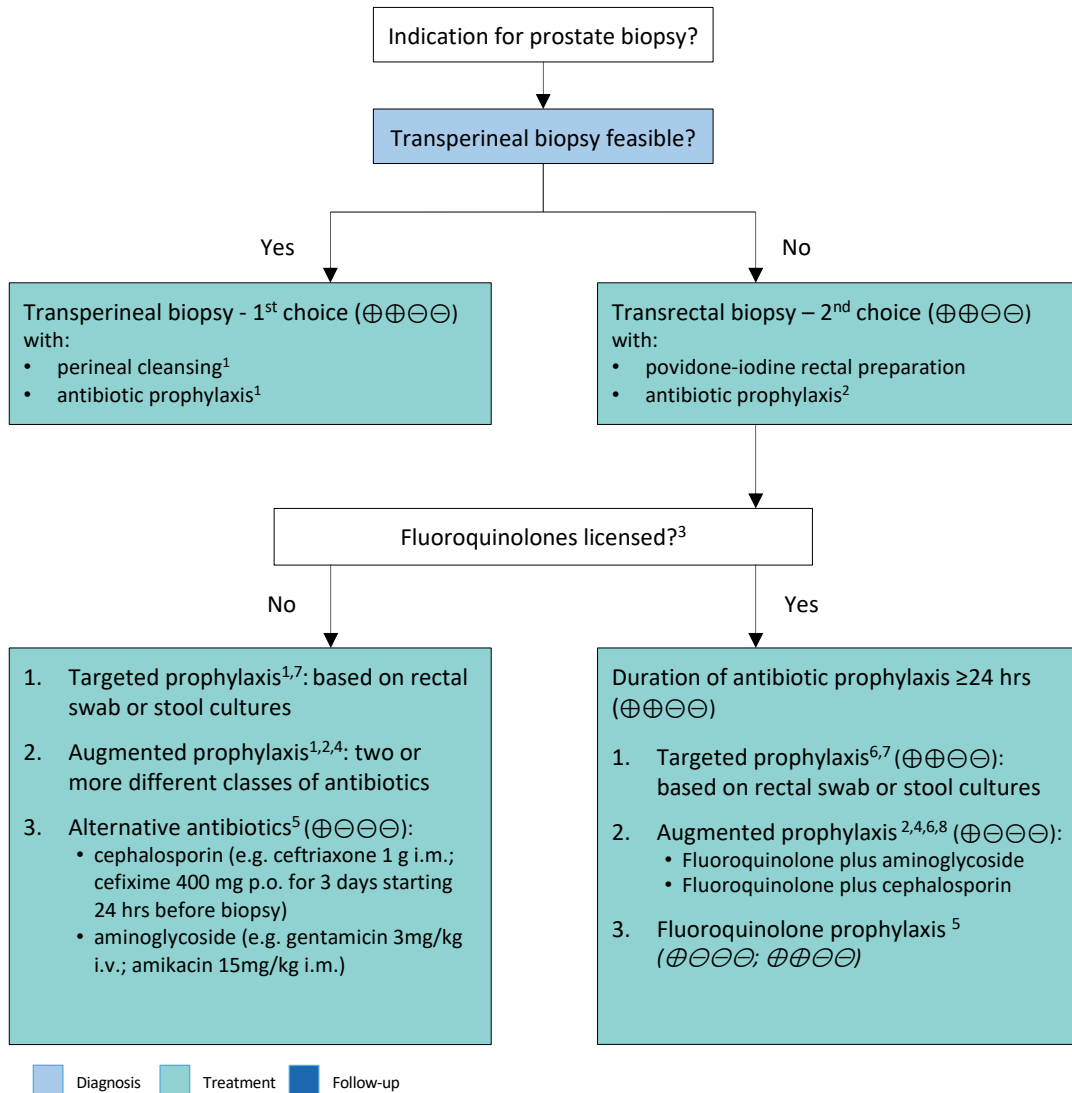 Indication for prostate biopsy?
Transperineal biopsy feasible?
Yes
No
Transperineal biopsy - 1st choice (⊕⊕⊖⊖)
with:
• perineal cleansing1
• antibiotic prophylaxis1
Transrectal biopsy – 2nd choice (⊕⊕⊖⊖)
with:
• povidone-iodine rectal preparation
• antibiotic prophylaxis2
Fluoroquinolones licensed?3
No
Yes
1. Targeted prophylaxis1,7: based on rectal
swab or stool cultures
2. Augmented prophylaxis1,2,4: two or
more different classes of antibiotics
3. Alternative antibiotics5 (⊕⊖⊖⊖):
• cephalosporin (e.g. ceftriaxone 1 g i.m.;
cefixime 400 mg p.o. for 3 days starting
24 hrs before biopsy)
• aminoglycoside (e.g. gentamicin 3mg/kg
i.v.; amikacin 15mg/kg i.m.)
Duration of antibiotic prophylaxis ≥24 hrs
(⊕⊕⊖⊖)
1. Targeted prophylaxis6,7 (⊕⊕⊖⊖):
based on rectal swab or stool cultures
2. Augmented prophylaxis 2,4,6,8 (⊕⊖⊖⊖):
• Fluoroquinolone plus aminoglycoside
• Fluoroquinolone plus cephalosporin
3. Fluoroquinolone prophylaxis 5
(⊕⊖⊖⊖; ⊕⊕⊖⊖)
Diagnosis
Treatment
Follow-up